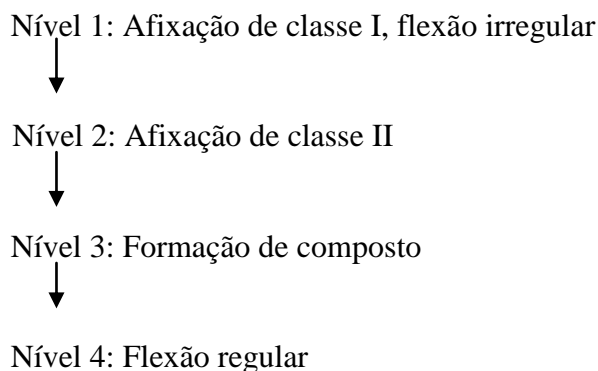 Nível 1: Afixação de classe I, flexão irregular
Nível 2: Afixação de classe II
Nível 3: Formação de composto
Nível 4: Flexão regular